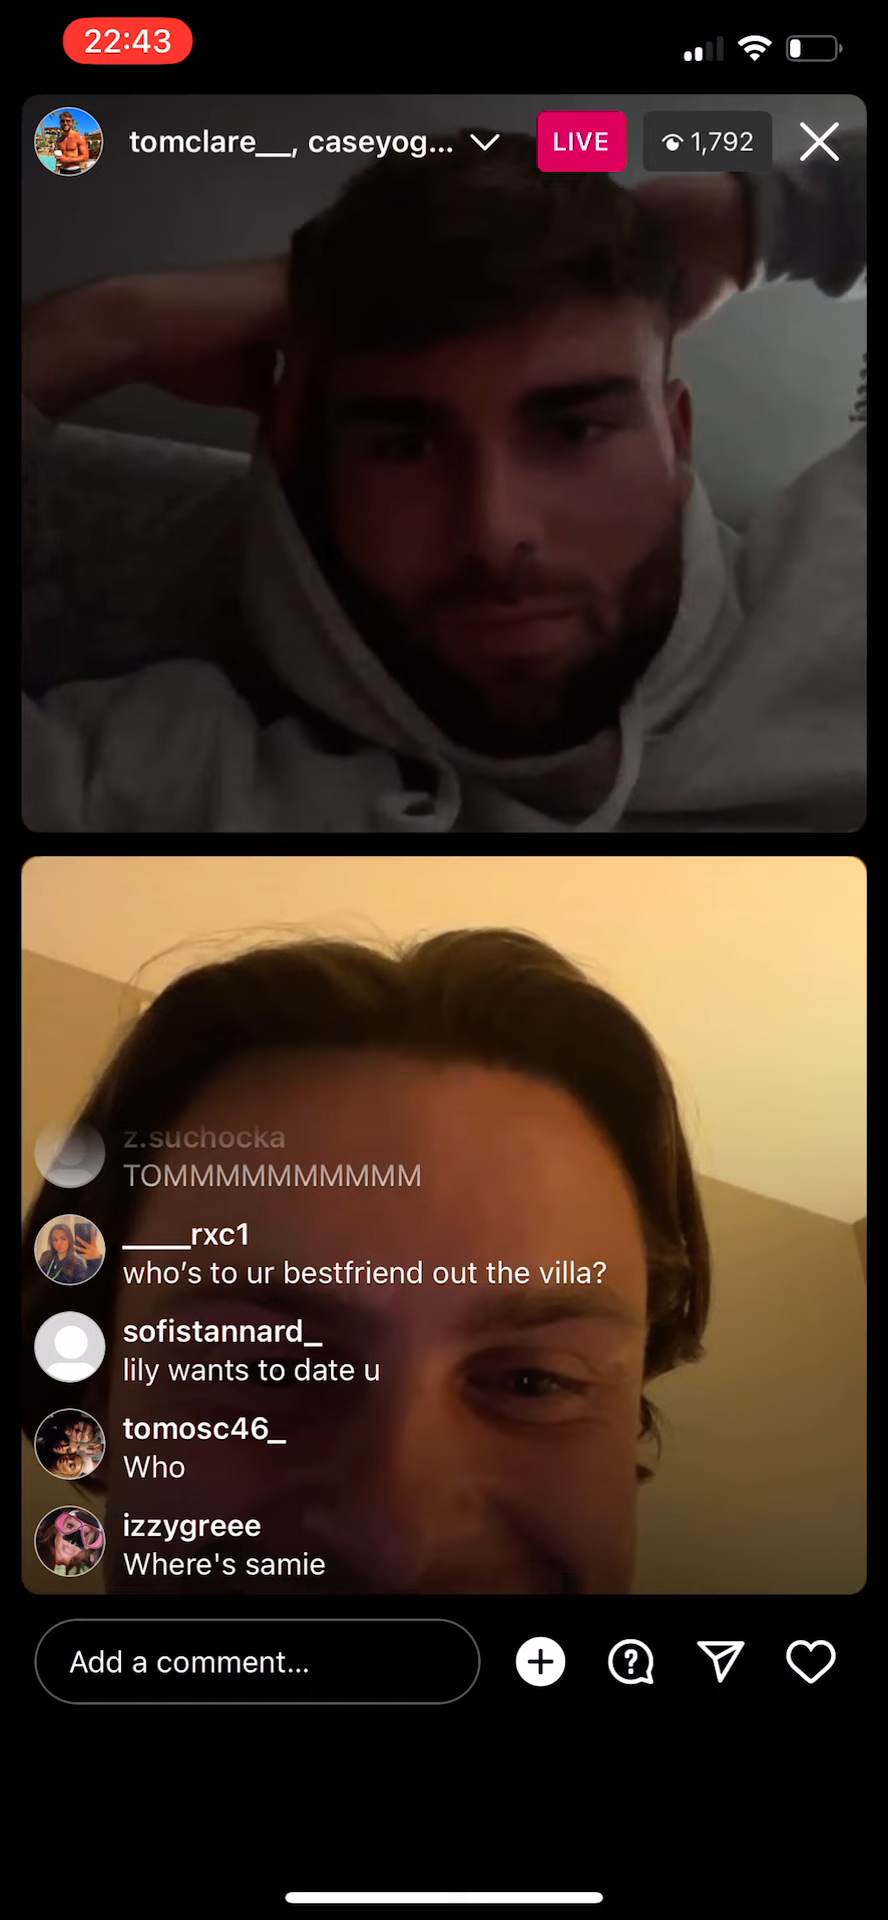 22:43
tomclare__, caseyog...
LIVE
1,792
z.suchocka
TOMMMMMMMMMM
_____rxc1
who's to ur bestfriend out the villa?
sofistannard_
lily wants to date u
tomosc46_
Who
izzygreee
Where's samie
Add a comment...